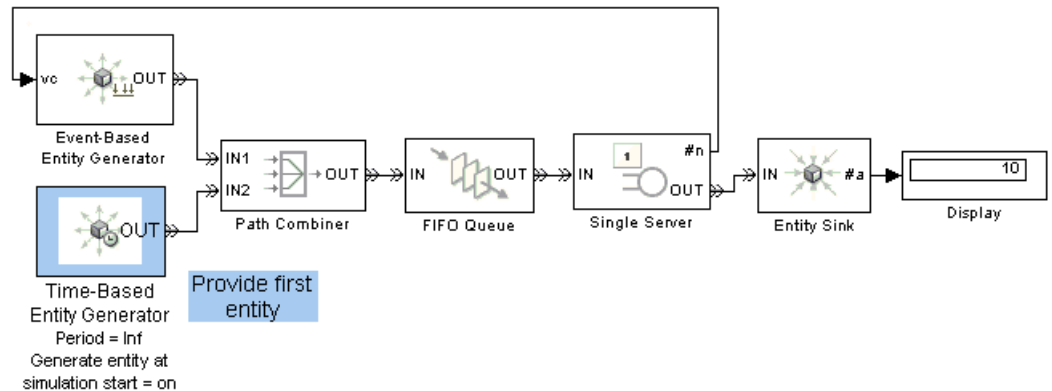 vc
OUT
Event-Based
Entity Generator
OUT
Time-Based
Entity Generator
Period = Inf
Generate entity at
simulation start = on
Provide first
entity
IN1
IN2
OUT
Path Combiner
IN
OUT
FIFO Queue
IN
1
#n
OUT
Single Server
IN
#a
Entity Sink
10
Display